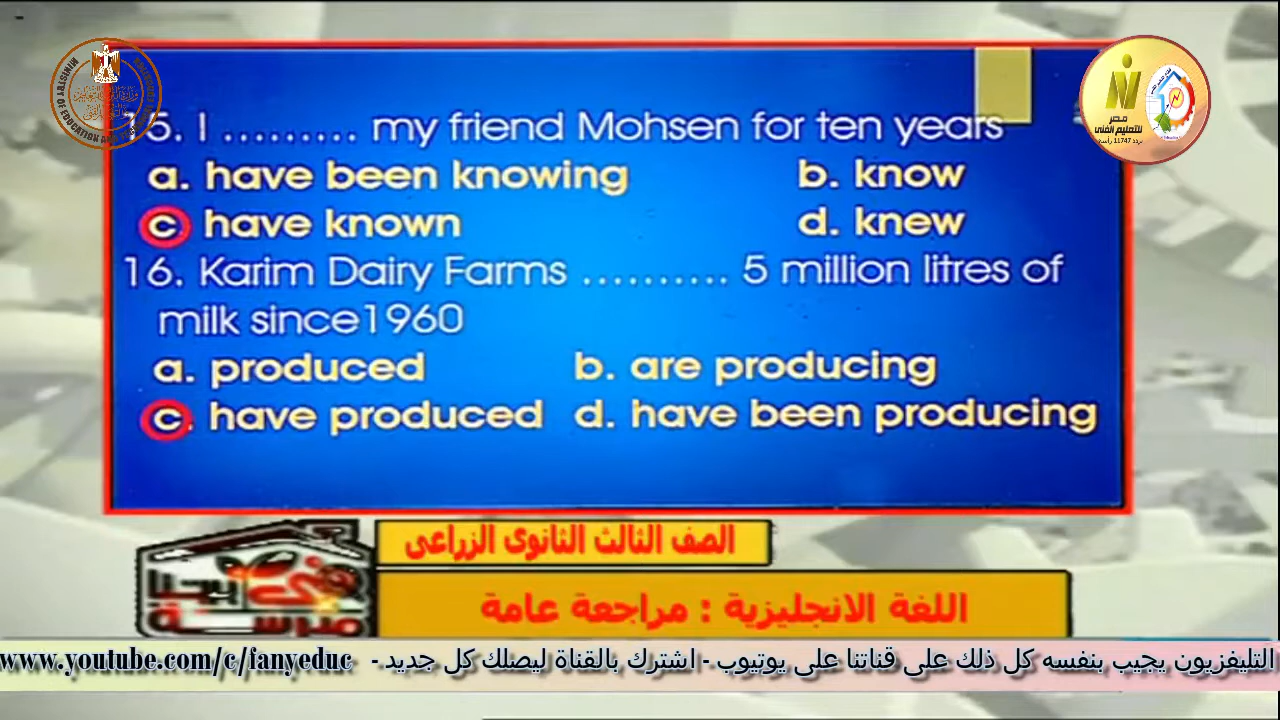 15. I ......... my friend Mohsen for ten years
a. have been knowing b. know
c. have known d. knew
16. Karim Dairy Farms .......... 5 million litres of
milk since1960
a. produced b. are producing
c. have produced d. have been producing
مصر
للتعليم الفنى
الصف الثالث الثانوى الزراعى
اللغة الانجليزية : مراجعة عامة
التليفزيون يجيب بنفسه كل ذلك على قناتنا على يوتيوب - اشترك بالقناة ليصلك كل جديد - www.youtube.com/c/fanyeduc